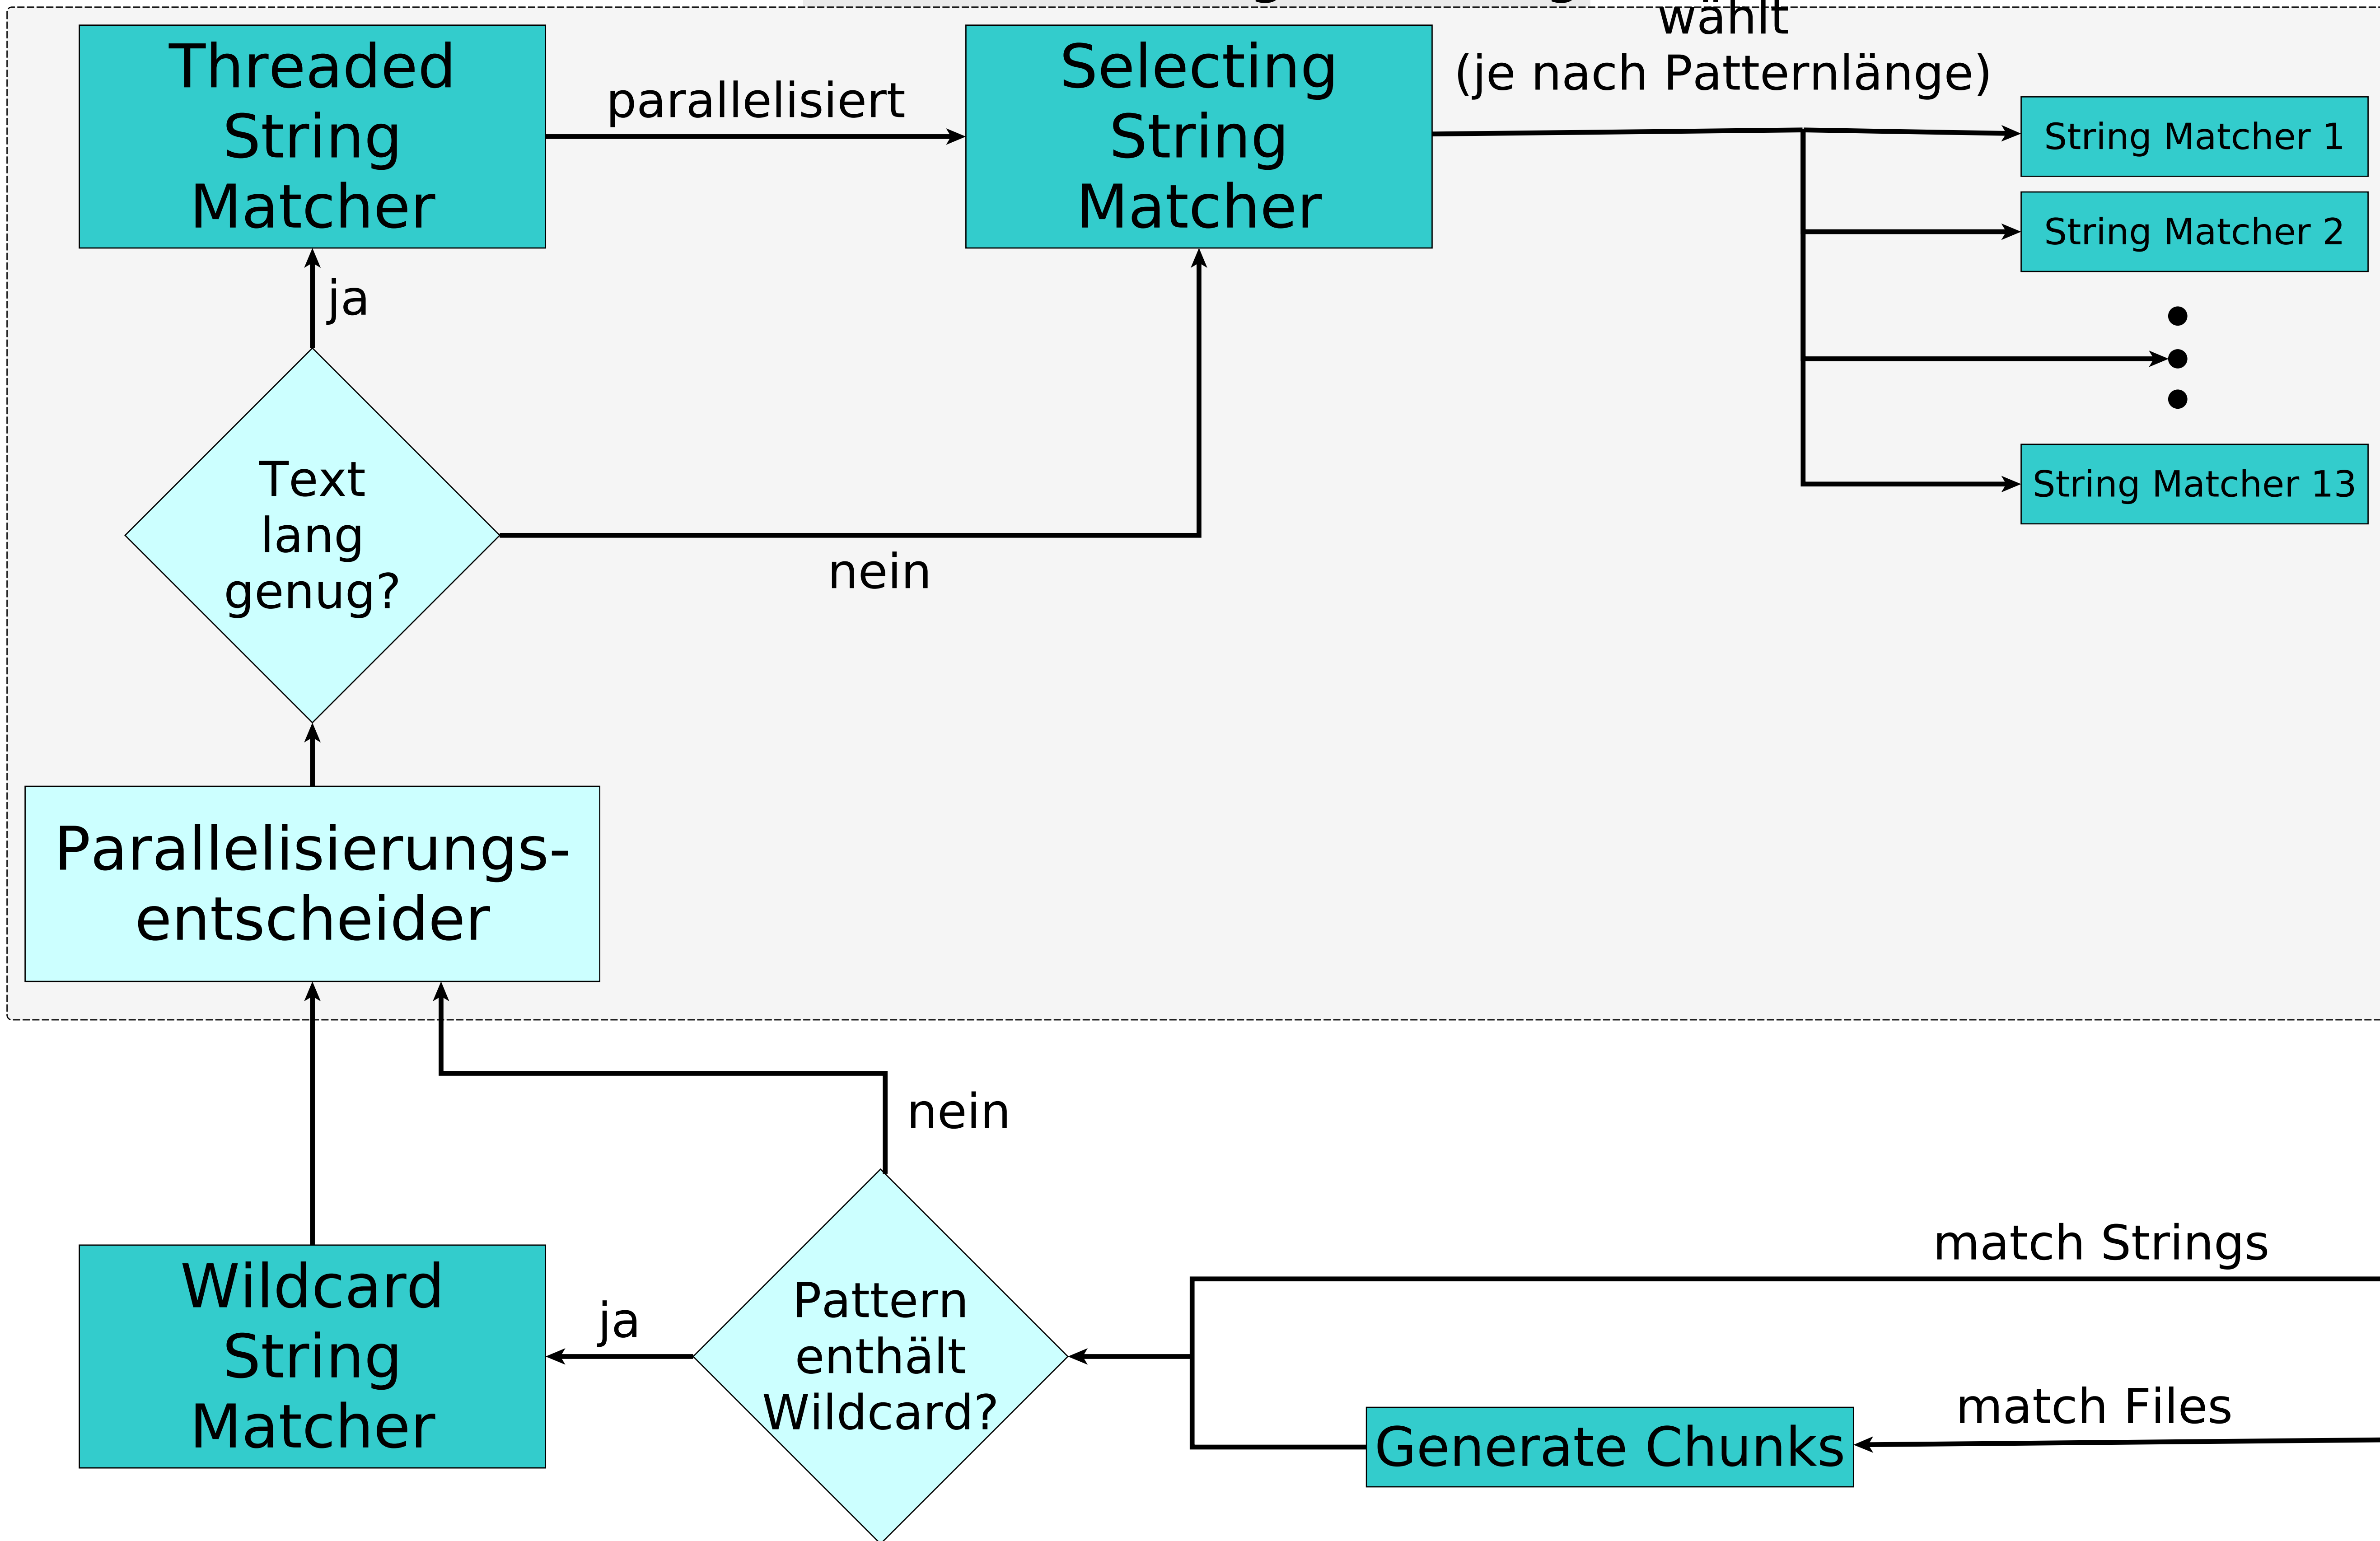 wählt
(je nach Patternlänge)
Threaded
String
Matcher
parallelisiert
Selecting
String
Matcher
String Matcher 1
String Matcher 2
String Matcher 13
ja
Text
lang
genug?
nein
Parallelisierungs-
entscheider
nein
Wildcard
String
Matcher
ja
Pattern
enthält
Wildcard?
match Strings
match Files
Generate Chunks